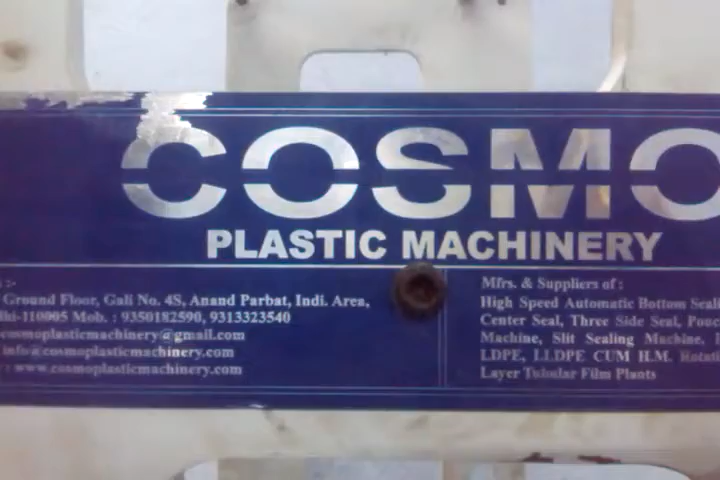 COSMO
PLASTIC MACHINERY
:-
Ground Floor, Gali No. 4S, Anand Parbat, Indi. Area,
lhi-110005 Mob. : 9350182590, 9313323540
cosmoplasticmachinery@gmail.com
info@cosmoplasticmachinery.com
: www.cosmoplasticmachinery.com
Mfrs. & Suppliers of :
High Speed Automatic Bottom Seali
Center Seal, Three Side Seal, Pouc
Machine, Slit Sealing Machine,
LDPE, LLDPE CUM H.M. Rotati
Layer Tubular Film Plants